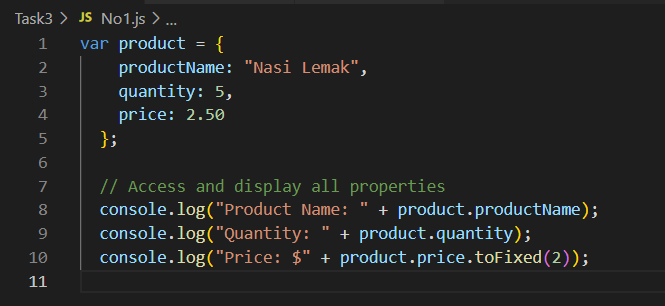 Task3 > JS No1.js > ...
1 var product = {
2 productName: "Nasi Lemak",
3 quantity: 5,
4 price: 2.50
5 };
6
7 // Access and display all properties
8 console.log("Product Name: " + product.productName);
9 console.log("Quantity: " + product.quantity);
10 console.log("Price: $" + product.price.toFixed(2));
11